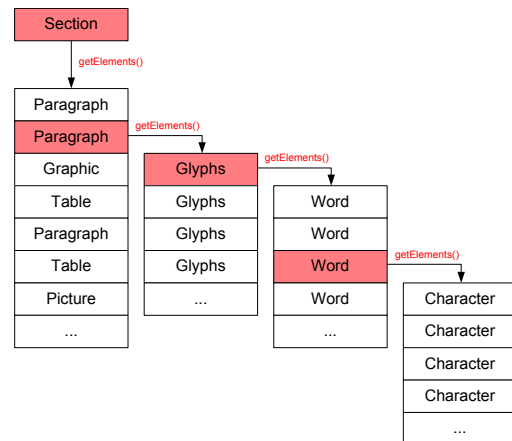 Section
getElements()
Paragraph
Paragraph
Graphic
Table
Paragraph
Table
Picture
...
getElements()
Glyphs
Glyphs
Glyphs
Glyphs
...
getElements()
Word
Word
Word
Word
...
getElements()
Character
Character
Character
Character
...